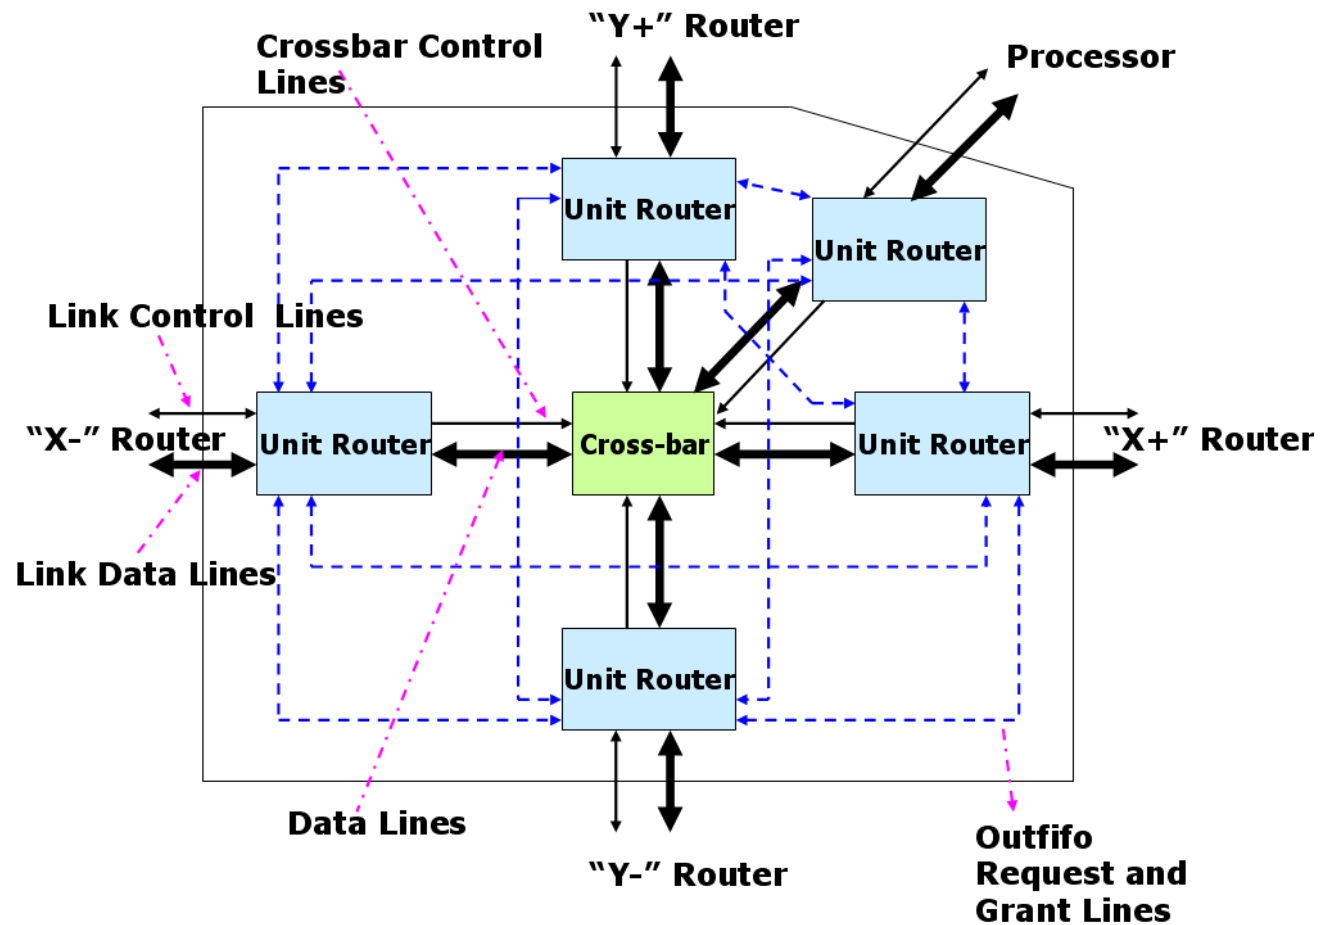 “Y+” Router
Crossbar Control
Lines
Processor
Unit Router
Unit Router
Link Control Lines
“X-” Router
Unit Router
Cross-bar
Unit Router
“X+” Router
Link Data Lines
Unit Router
Data Lines
“Y-” Router
Outfifo
Request and
Grant Lines